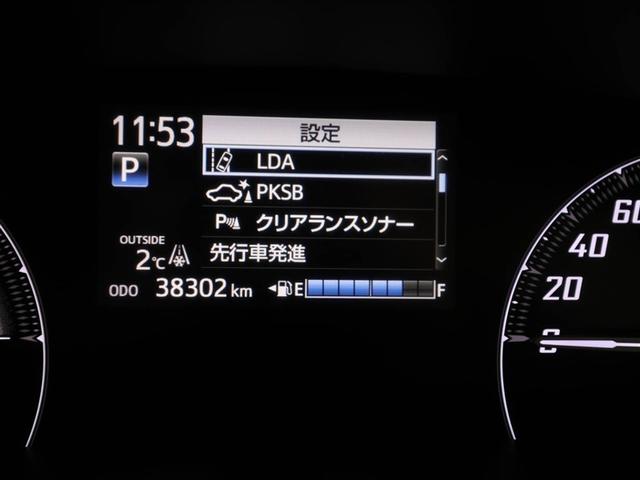 11:53
設定
LDA
P
PKSB
P クリアランスソナー
OUTSIDE
2℃
先行車発進
ODO 38302 km
E F
60
40
20
0